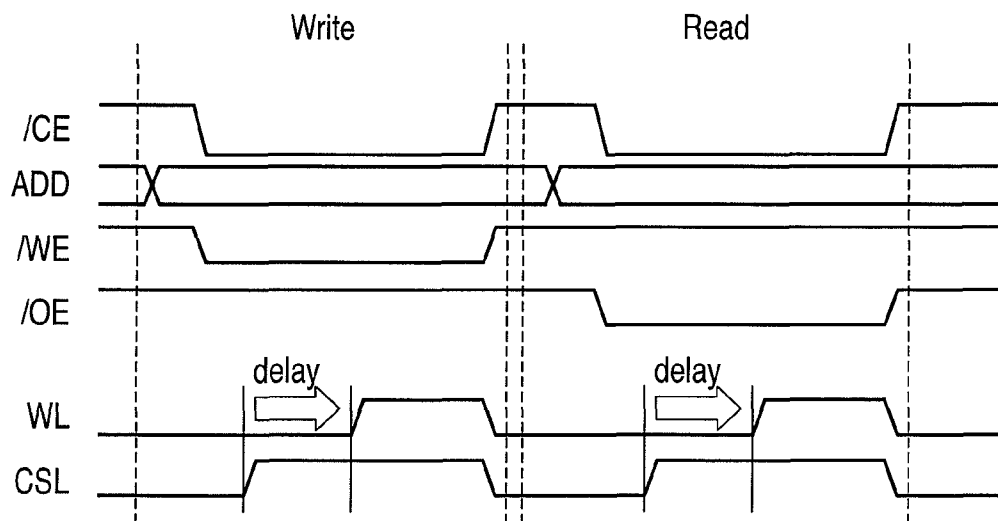 Write Read
/CE
ADD
/WE
/OE
delay delay
WL
CSL